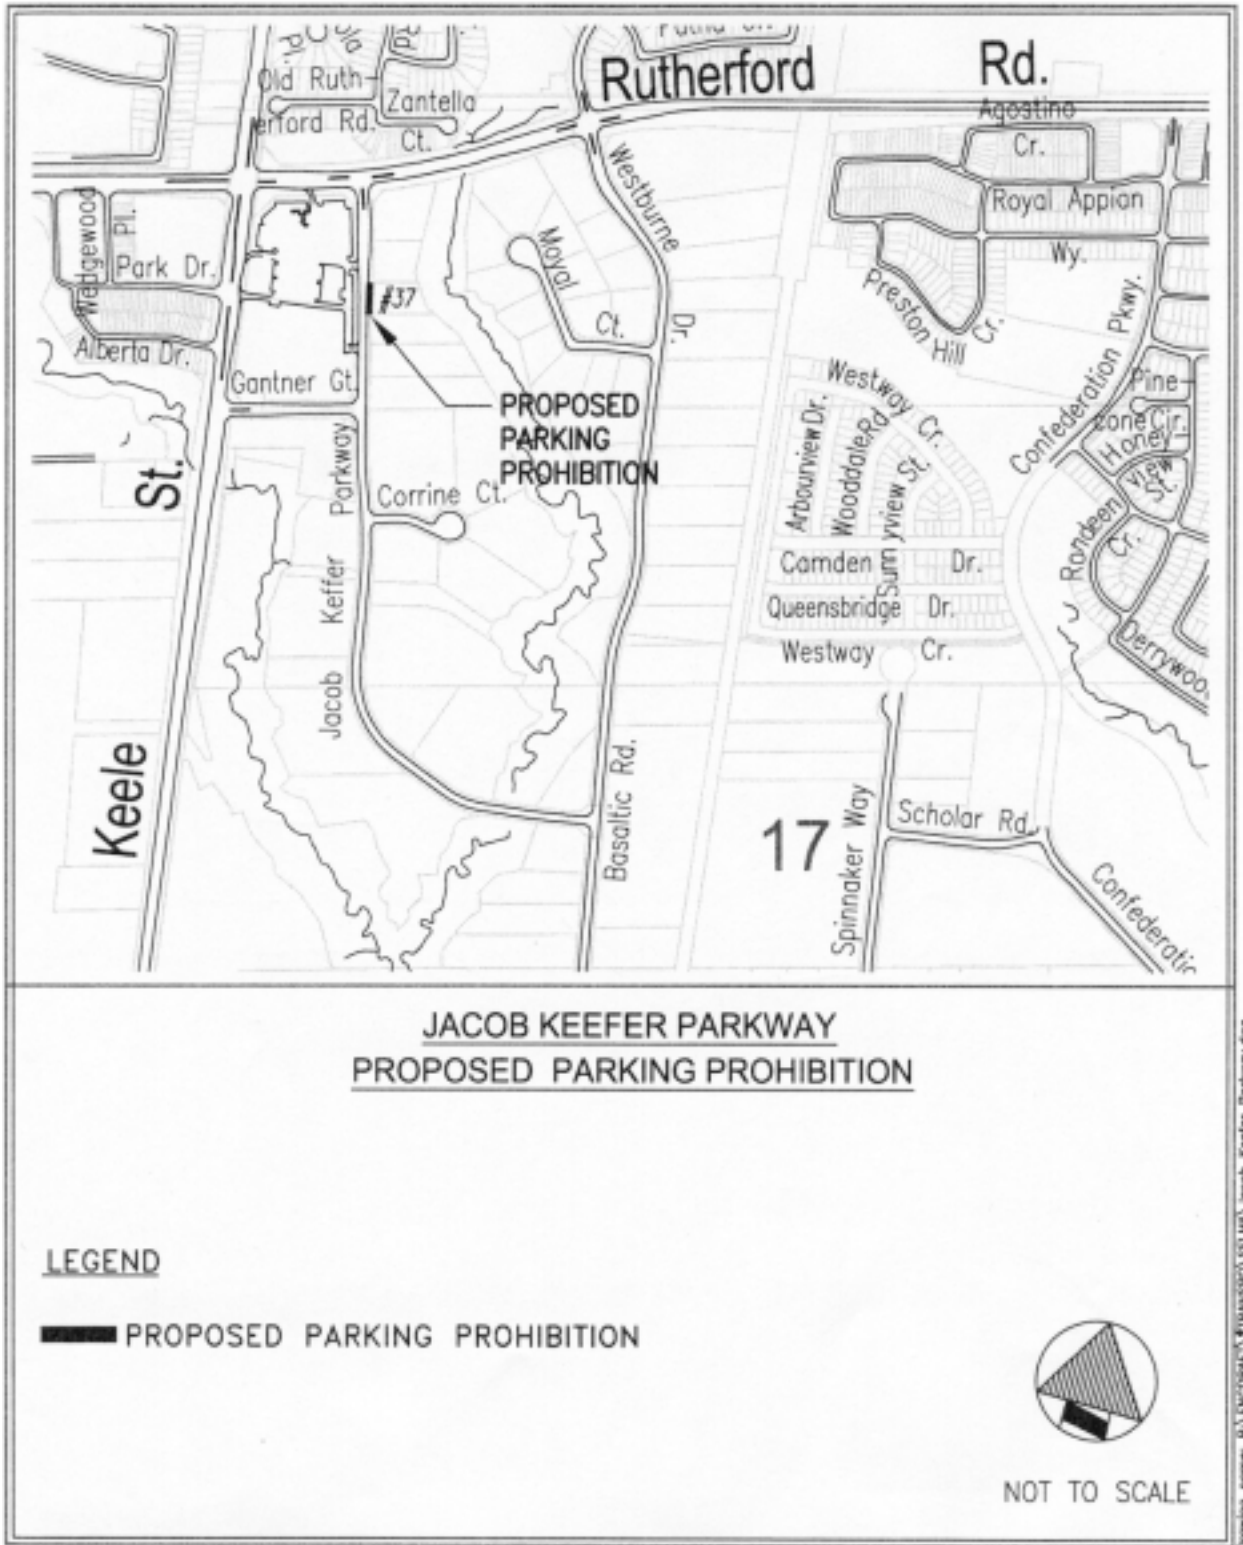 Rutherford Rd.
Old Ruth-
erford Rd.
Zantella
Ct.
Agostino
Cr.
Royal Appian
Wy.
Wedgewood
Pl.
Park Dr.
Alberta Dr.
Westburne
Dr.
Moyal
Ct.
#37
Preston Hill Cr.
Confederation Pkwy.
Gantner Ct.
PROPOSED
PARKING
PROHIBITION
Westway Cr.
Pine-
cone Cir.
Honey-
view
St.
Arbourview Dr.
Wooddale Rd
Sunnyview St.
Keele St.
Corrine Ct.
Jacob Keffer Parkway
Camden Dr.
Queensbridge Dr.
Westway Cr.
Randeen
Cr.
Derrywoo
Basaltic Rd.
17
Spinnaker Way
Scholar Rd.
Confederatic
JACOB KEEFER PARKWAY
PROPOSED PARKING PROHIBITION
LEGEND
PROPOSED PARKING PROHIBITION
NOT TO SCALE